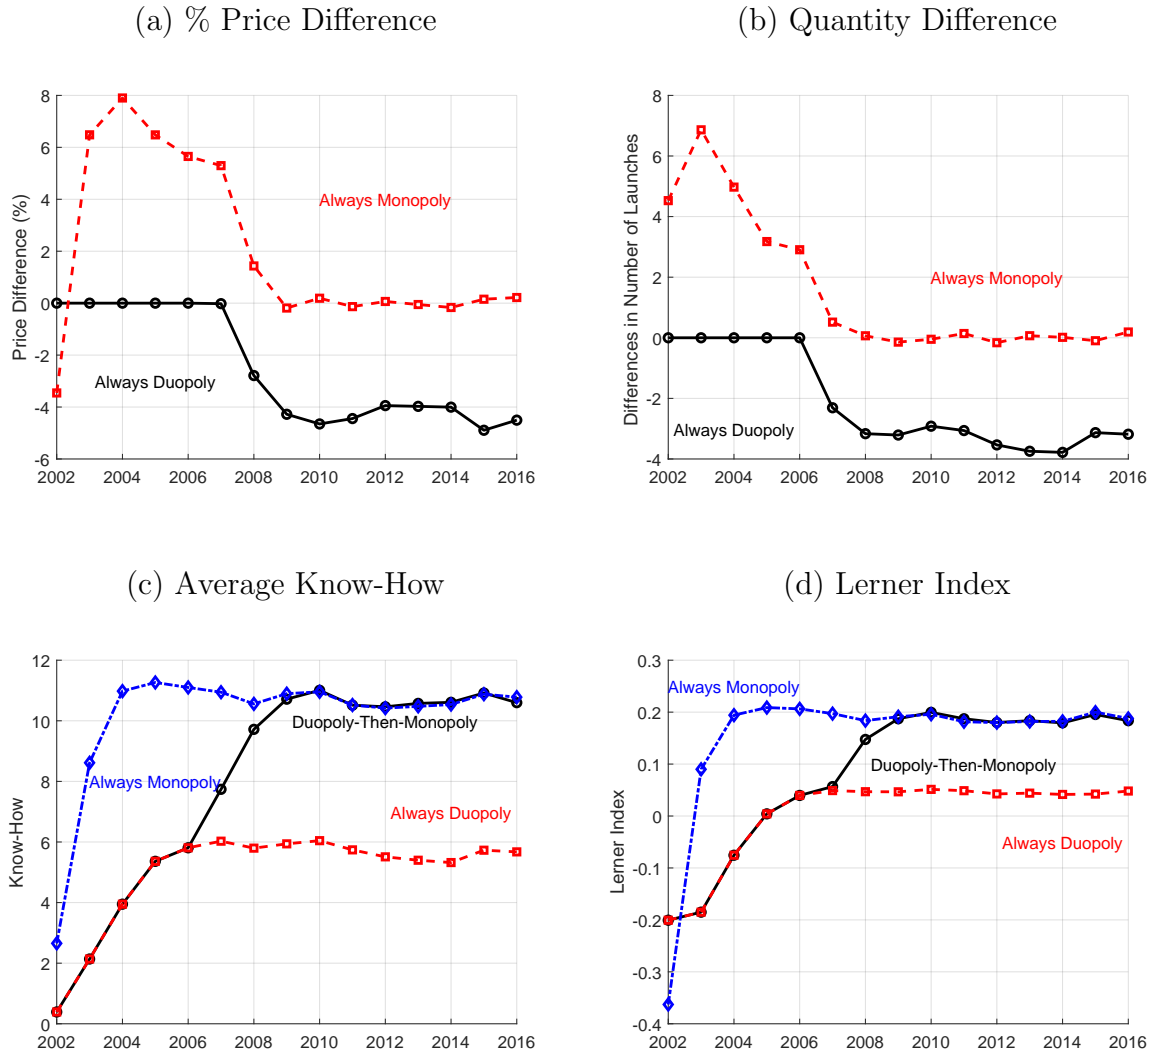 (a) % Price Difference
8
6
4
2
0
-2
-4
-6
2002 2004 2006 2008 2010 2012 2014 2016
Price Difference (%)
Always Monopoly
Always Duopoly
(b) Quantity Difference
8
6
4
2
0
-2
-4
2002 2004 2006 2008 2010 2012 2014 2016
Differences in Number of Launches
Always Monopoly
Always Duopoly
(c) Average Know-How
12
10
8
6
4
2
0
2002 2004 2006 2008 2010 2012 2014 2016
Know-How
Duopoly-Then-Monopoly
Always Monopoly
Always Duopoly
(d) Lerner Index
0.3
0.2
0.1
0
-0.1
-0.2
-0.3
-0.4
2002 2004 2006 2008 2010 2012 2014 2016
Lerner Index
Always Monopoly
Duopoly-Then-Monopoly
Always Duopoly